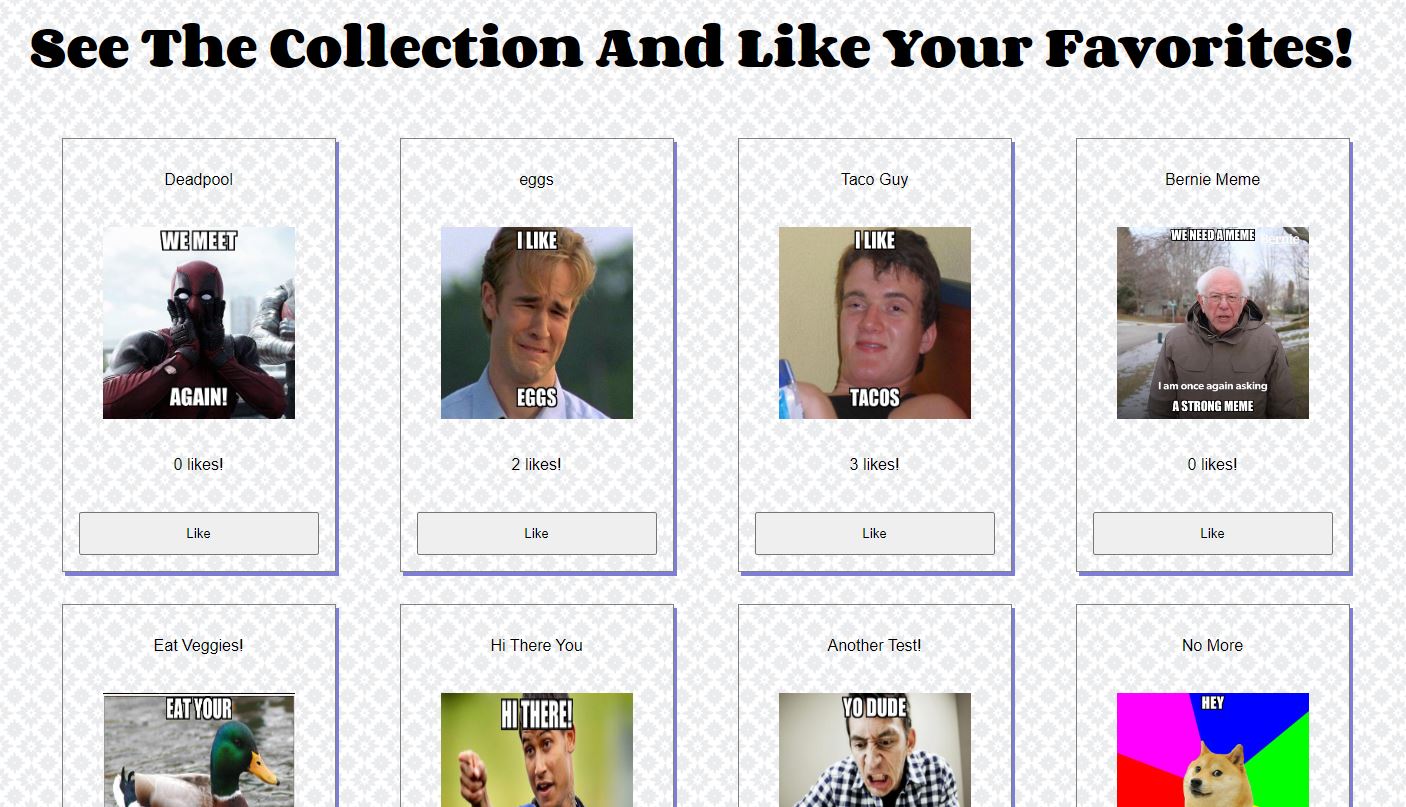 See The Collection And Like Your Favorites!
Deadpool
WE MEET
AGAIN!
0 likes!
Like
eggs
I LIKE
EGGS
2 likes!
Like
Taco Guy
I LIKE
TACOS
3 likes!
Like
Bernie Meme
WE NEED A MEME
Bernie
I am once again asking
A STRONG MEME
0 likes!
Like
Eat Veggies!
EAT YOUR
Hi There You
HI THERE!
Another Test!
YO DUDE
No More
HEY